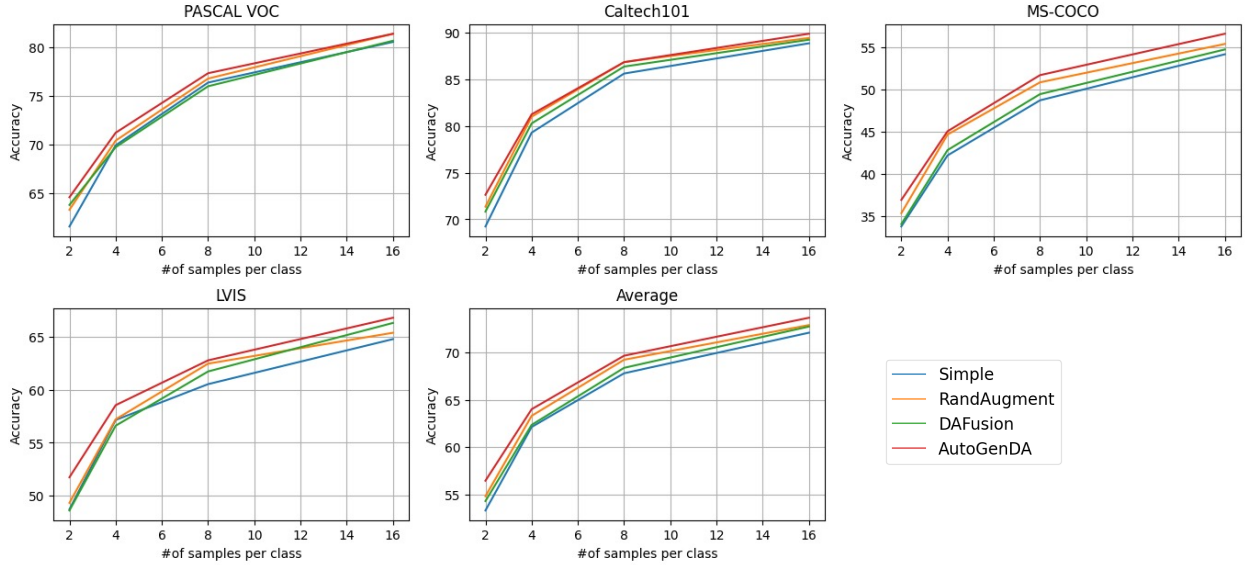 PASCAL VOC
Accuracy
80
75
70
65
2 4 6 8 10 12 14 16
#of samples per class
Caltech101
Accuracy
90
85
80
75
70
2 4 6 8 10 12 14 16
#of samples per class
MS-COCO
Accuracy
55
50
45
40
35
2 4 6 8 10 12 14 16
#of samples per class
LVIS
Accuracy
65
60
55
50
2 4 6 8 10 12 14 16
#of samples per class
Average
Accuracy
70
65
60
55
2 4 6 8 10 12 14 16
#of samples per class
Simple
RandAugment
DAFusion
AutoGenDA